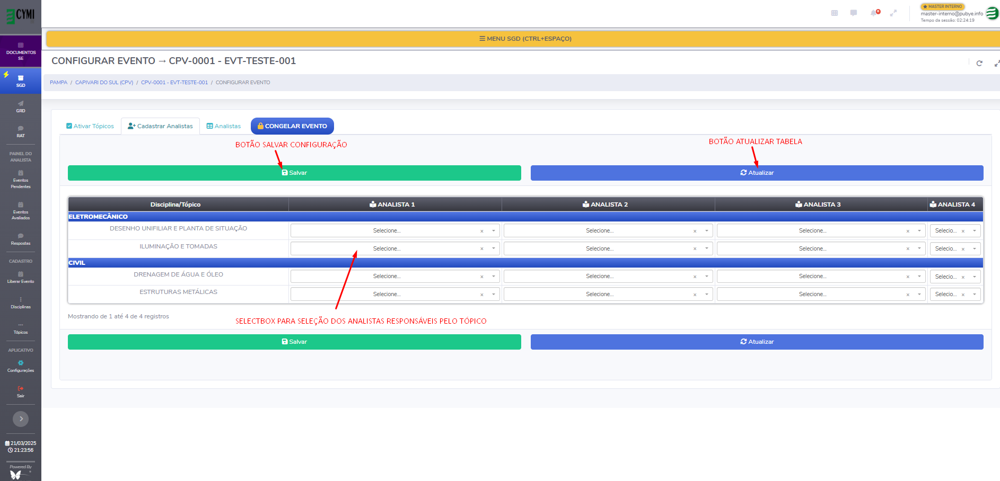 CYMI
MASTER INTERNO
master-interno@pubye.info
Tempo da sessão: 02:24:19
MENU SGD (CTRL+ESPAÇO)
DOCUMENTOS
SE
SGD
GRD
RAT
PAINEL DO
ANALISTA
Eventos
Pendentes
Eventos
Avaliados
Respostas
CADASTRO
Liberar Evento
Disciplinas
Tópicos
APLICATIVO
Configurações
Sair
21/03/2025
21:23:56
Powered By
CONFIGURAR EVENTO → CPV-0001 - EVT-TESTE-001
PAMPA / CAPIVARI DO SUL (CPV) / CPV-0001 - EVT-TESTE-001 / CONFIGURAR EVENTO
Ativar Tópicos Cadastrar Analistas Analistas CONGELAR EVENTO
BOTÃO SALVAR CONFIGURAÇÃO BOTÃO ATUALIZAR TABELA
Salvar Atualizar
Disciplina/Tópico ANALISTA 1 ANALISTA 2 ANALISTA 3 ANALISTA 4
ELETROMECÂNICO
DESENHO UNIFILIAR E PLANTA DE SITUAÇÃO Selecione... × Selecione... × Selecione... × Selecio... ×
ILUMINAÇÃO E TOMADAS Selecione... × Selecione... × Selecione... × Selecio... ×
CIVIL
DRENAGEM DE ÁGUA E ÓLEO Selecione... × Selecione... × Selecione... × Selecio... ×
ESTRUTURAS METÁLICAS Selecione... × Selecione... × Selecione... × Selecio... ×
Mostrando de 1 até 4 de 4 registros
SELECTBOX PARA SELEÇÃO DOS ANALISTAS RESPONSÁVEIS PELO TÓPICO
Salvar Atualizar